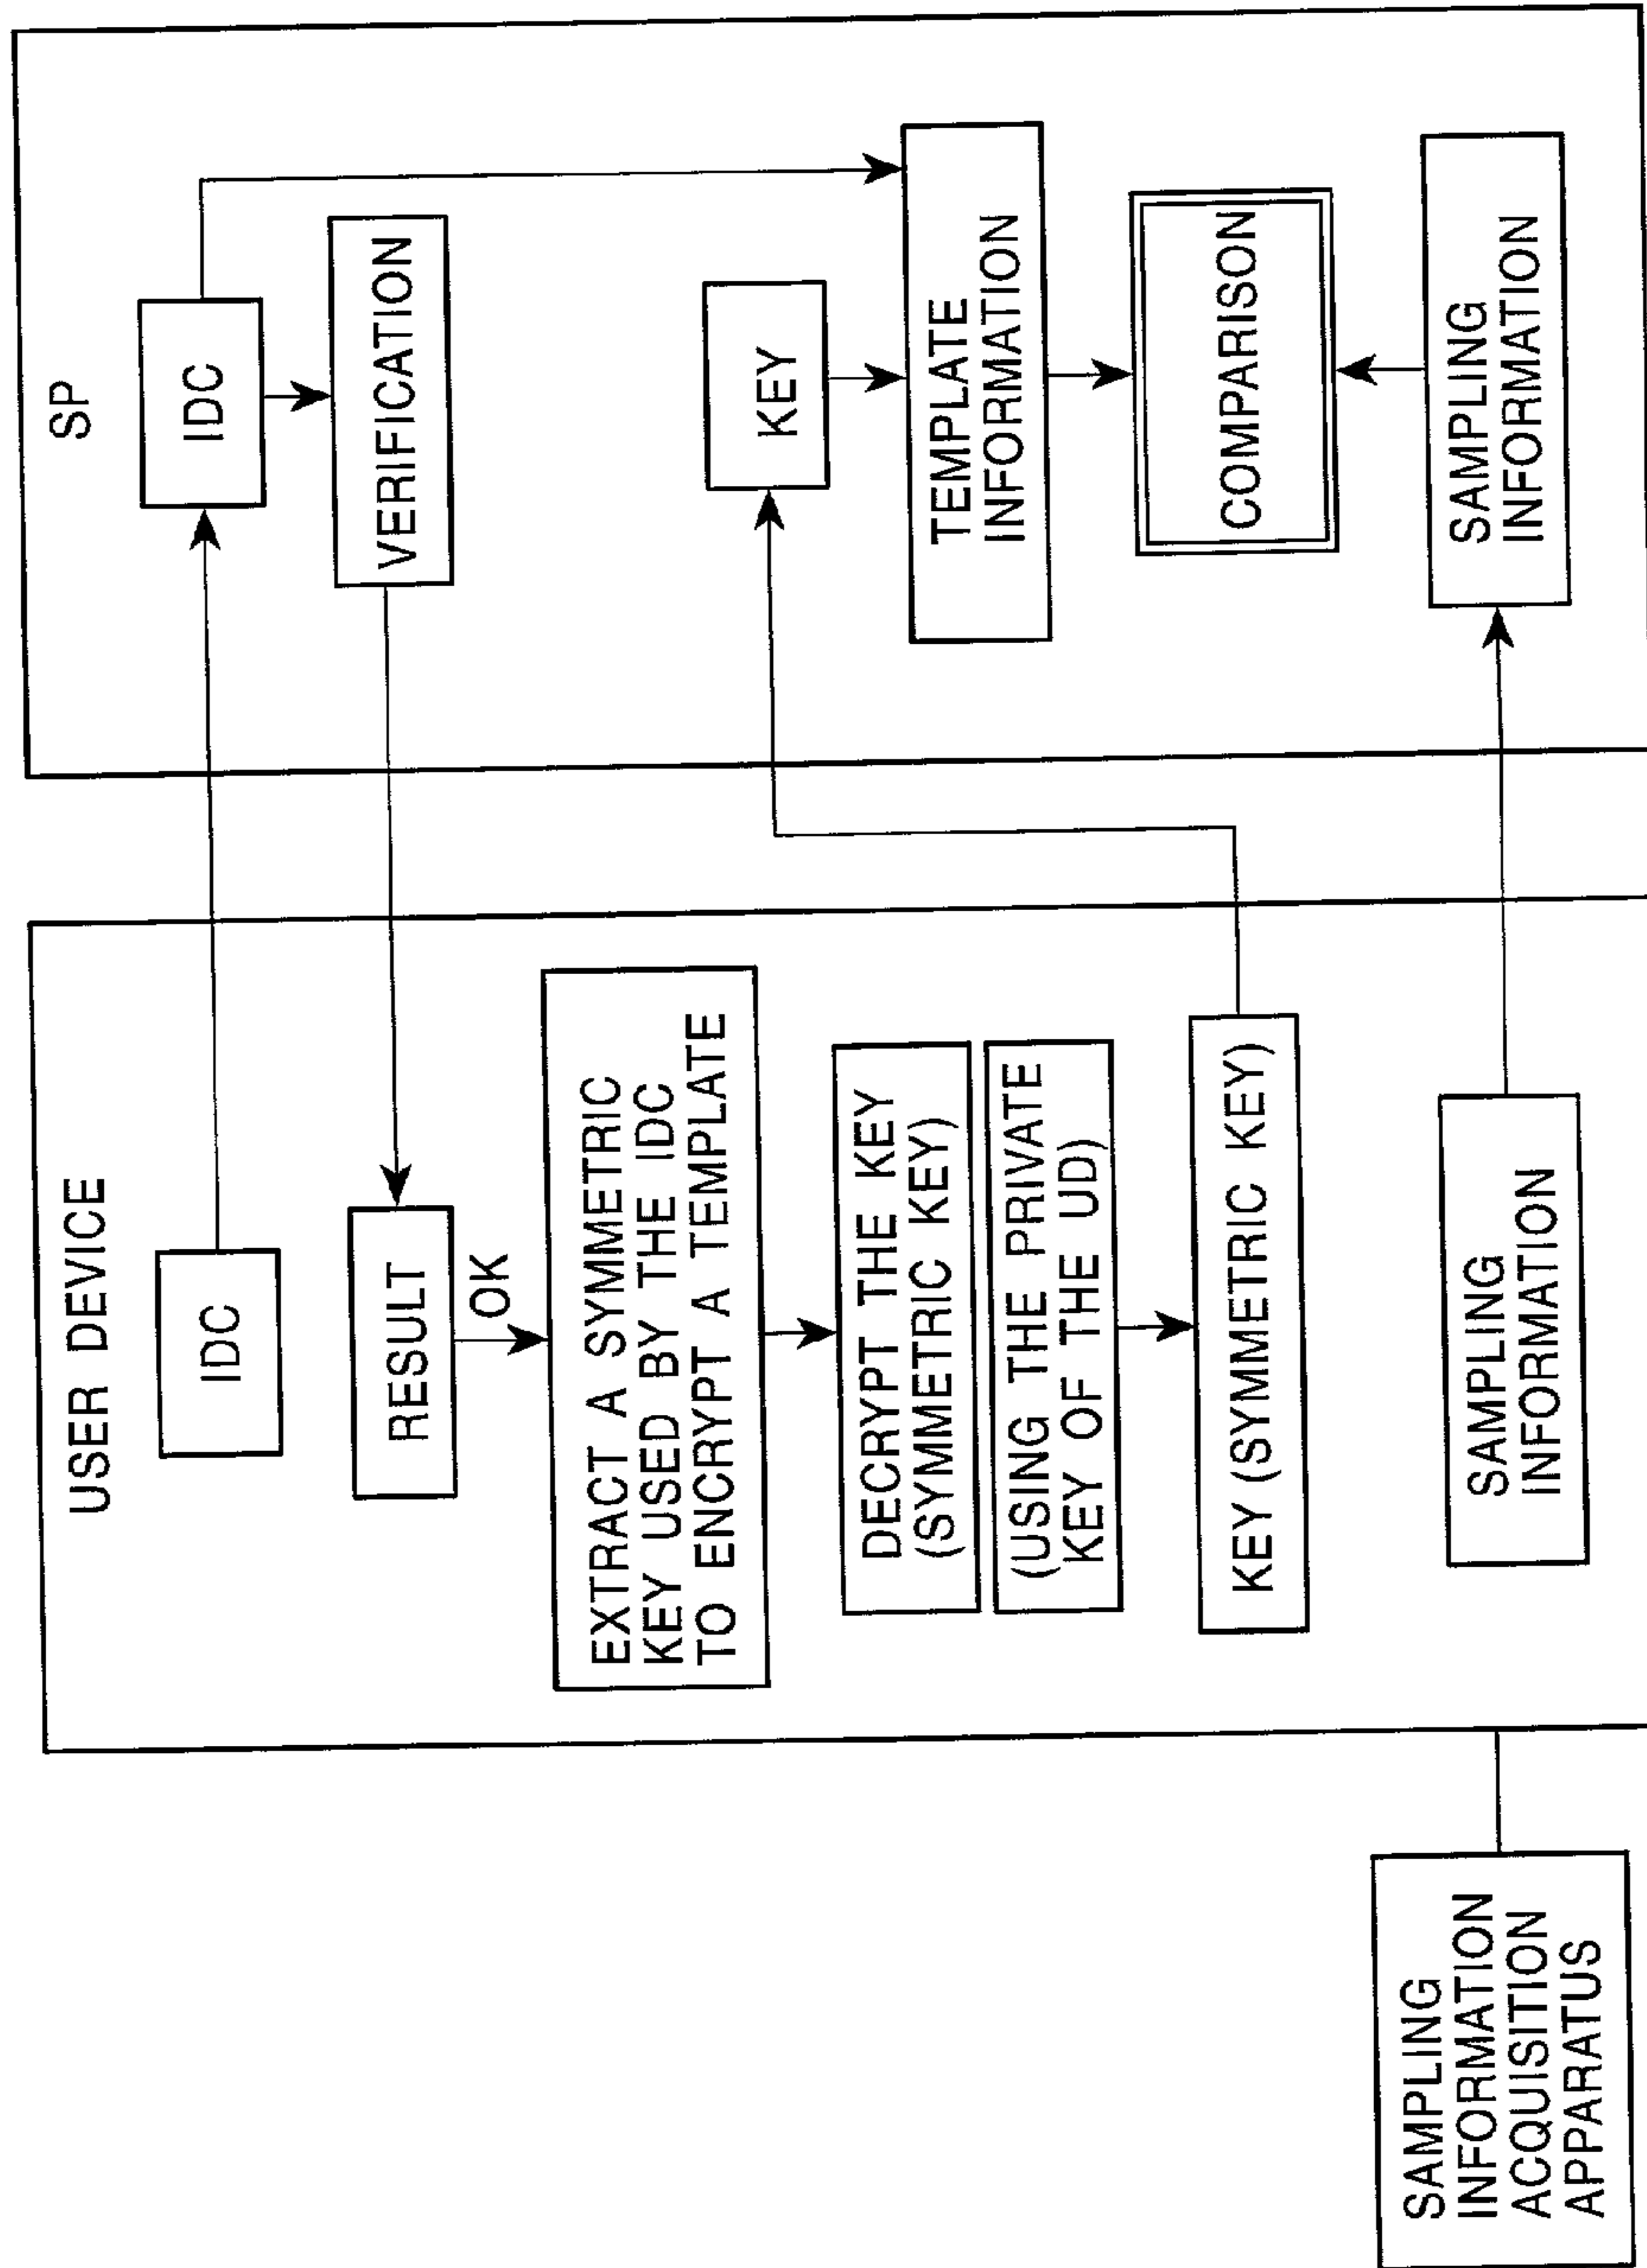 USER DEVICE
IDC
RESULT
OK
EXTRACT A SYMMETRIC
KEY USED BY THE IDC
TO ENCRYPT A TEMPLATE
DECRYPT THE KEY
(SYMMETRIC KEY)
(USING THE PRIVATE
KEY OF THE UD)
KEY (SYMMETRIC KEY)
SAMPLING
INFORMATION
SAMPLING
INFORMATION
ACQUISITION
APPARATUS
SP
IDC
VERIFICATION
KEY
TEMPLATE
INFORMATION
COMPARISON
SAMPLING
INFORMATION